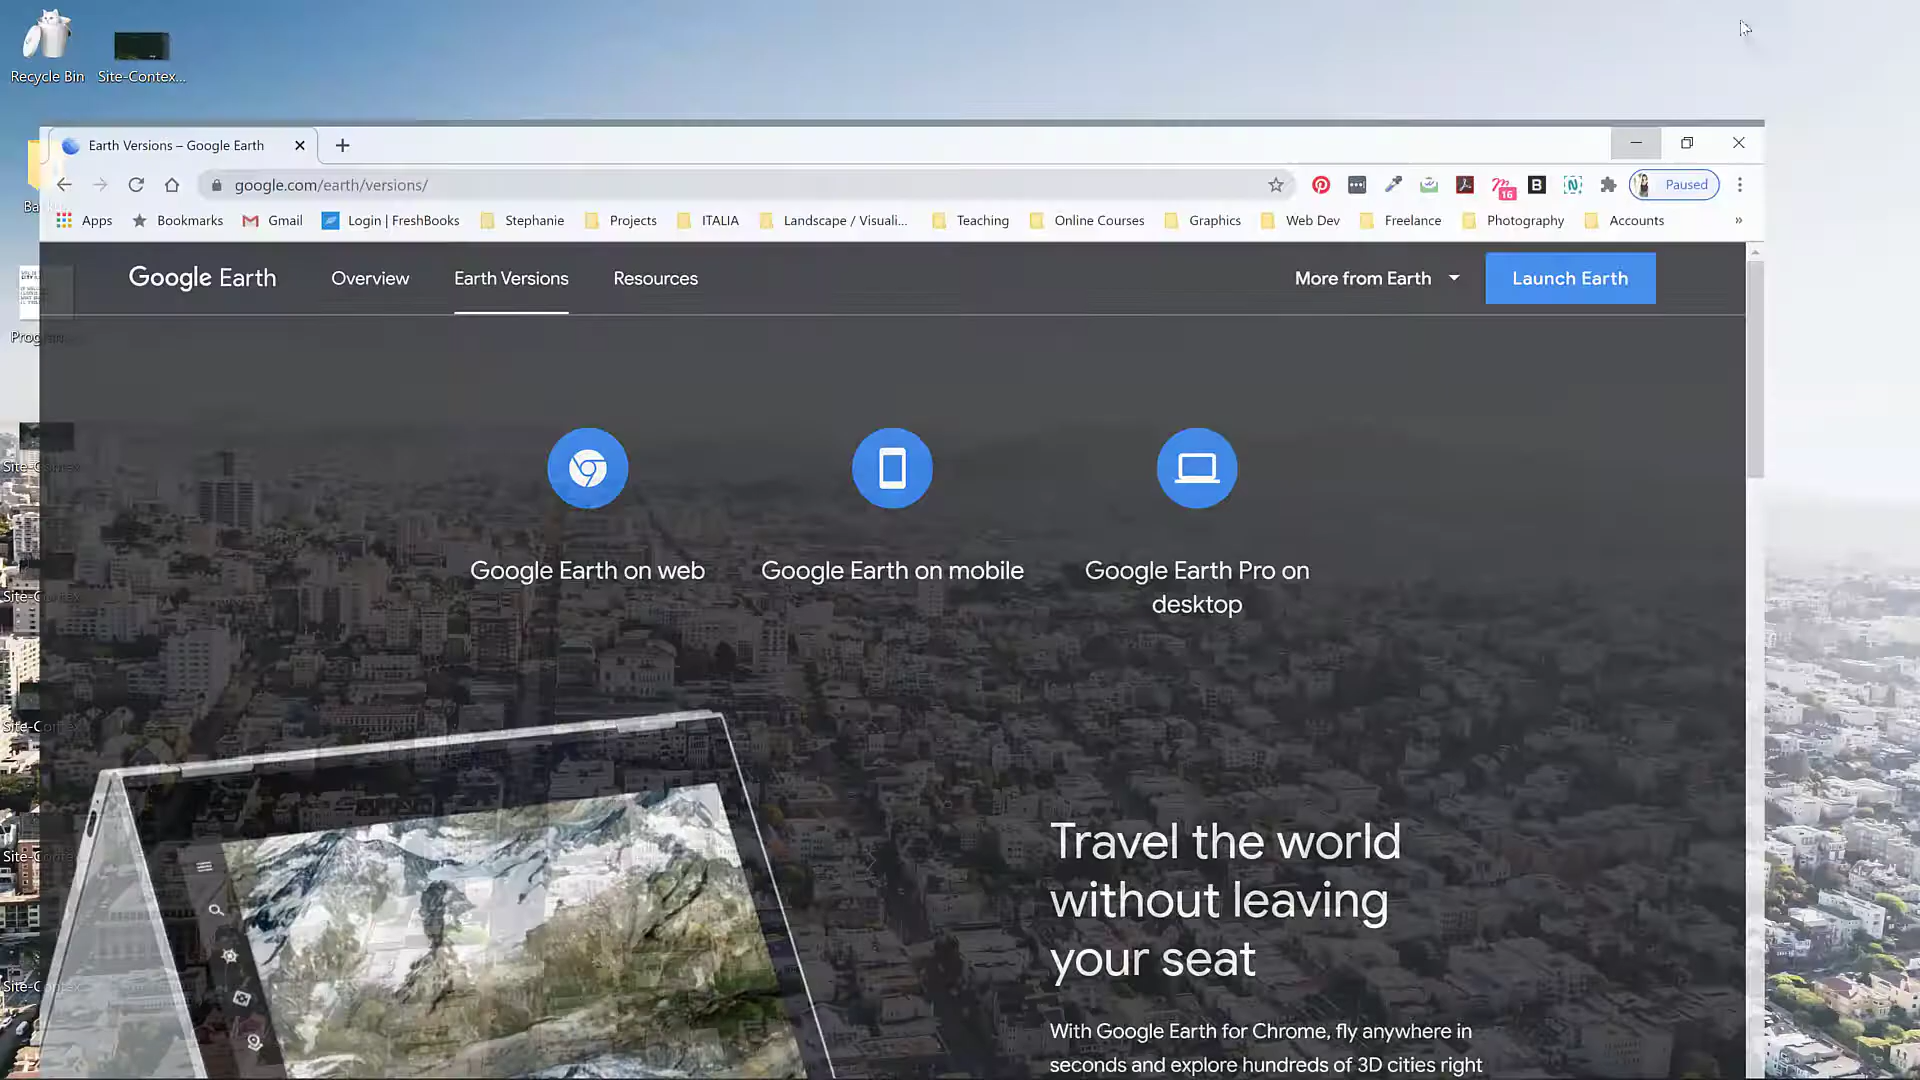 Recycle Bin
Site-Contex...
Earth Versions – Google Earth
google.com/earth/versions/
16
B
N
Paused
Apps
Bookmarks
Gmail
Login | FreshBooks
Stephanie
Projects
ITALIA
Landscape / Visuali...
Teaching
Online Courses
Graphics
Web Dev
Freelance
Photography
Accounts
»
Google Earth
Overview
Earth Versions
Resources
More from Earth
Launch Earth
Google Earth on web
Google Earth on mobile
Google Earth Pro on
desktop
Travel the world
without leaving
your seat
With Google Earth for Chrome, fly anywhere in
seconds and explore hundreds of 3D cities right